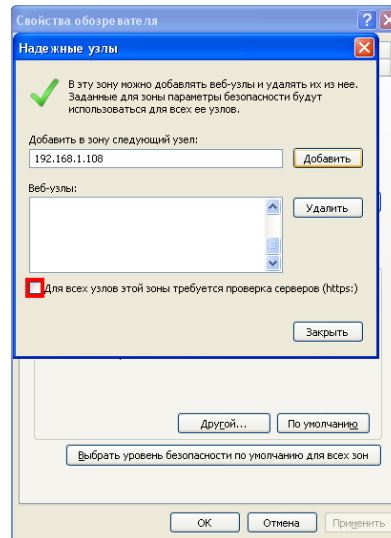 Свойства обозревателя
Надежные узлы
В эту зону можно добавлять веб-узлы и удалять их из нее.
Заданные для зоны параметры безопасности будут
использоваться для всех ее узлов.
Добавить в зону следующий узел:
192.168.1.108
Добавить
Веб-узлы:
Удалить
Для всех узлов этой зоны требуется проверка серверов (https:)
Закрыть
Другой...
По умолчанию
Выбрать уровень безопасности по умолчанию для всех зон
OK
Отмена
Применить